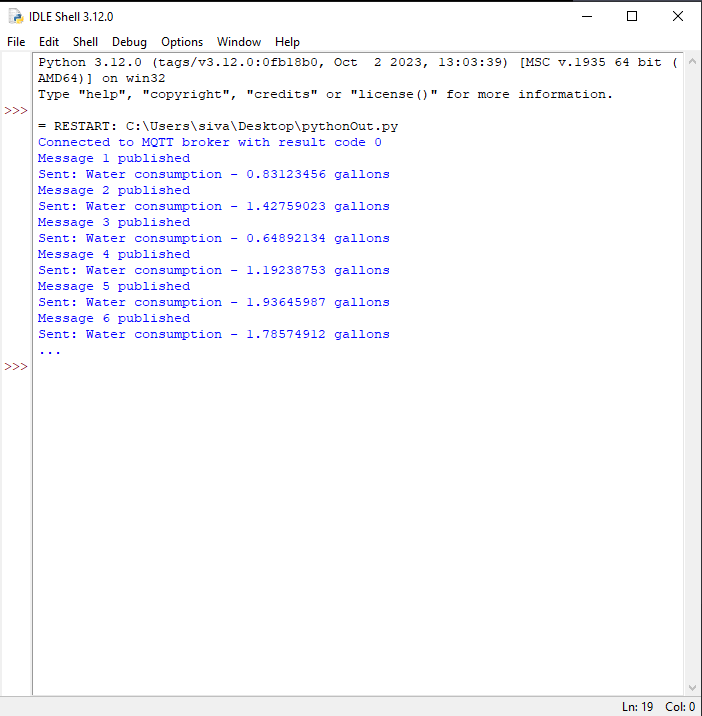 IDLE Shell 3.12.0
File Edit Shell Debug Options Window Help
Python 3.12.0 (tags/v3.12.0:0fb18b0, Oct  2 2023, 13:03:39) [MSC v.1935 64 bit (
AMD64)] on win32
Type "help", "copyright", "credits" or "license()" for more information.
>>>
= RESTART: C:\Users\siva\Desktop\pythonOut.py
Connected to MQTT broker with result code 0
Message 1 published
Sent: Water consumption - 0.83123456 gallons
Message 2 published
Sent: Water consumption - 1.42759023 gallons
Message 3 published
Sent: Water consumption - 0.64892134 gallons
Message 4 published
Sent: Water consumption - 1.19238753 gallons
Message 5 published
Sent: Water consumption - 1.93645987 gallons
Message 6 published
Sent: Water consumption - 1.78574912 gallons
...
>>>
Ln: 19 Col: 0